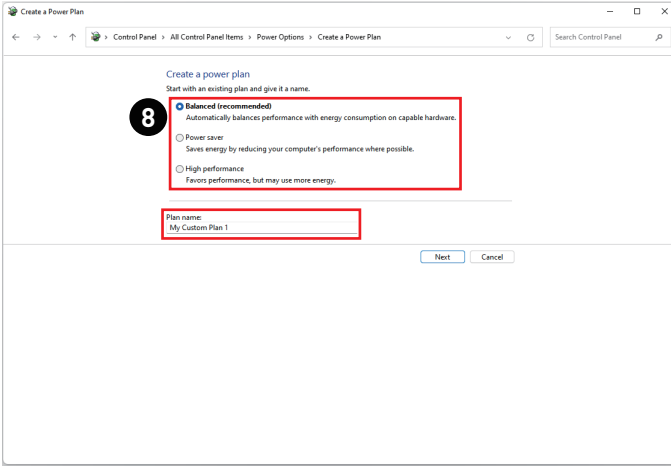 Create a Power Plan
Control Panel > All Control Panel Items > Power Options > Create a Power Plan
Search Control Panel
Create a power plan
Start with an existing plan and give it a name.
8
Balanced (recommended)
Automatically balances performance with energy consumption on capable hardware.
Power saver
Saves energy by reducing your computer's performance where possible.
High performance
Favors performance, but may use more energy.
Plan name:
My Custom Plan 1
Next Cancel